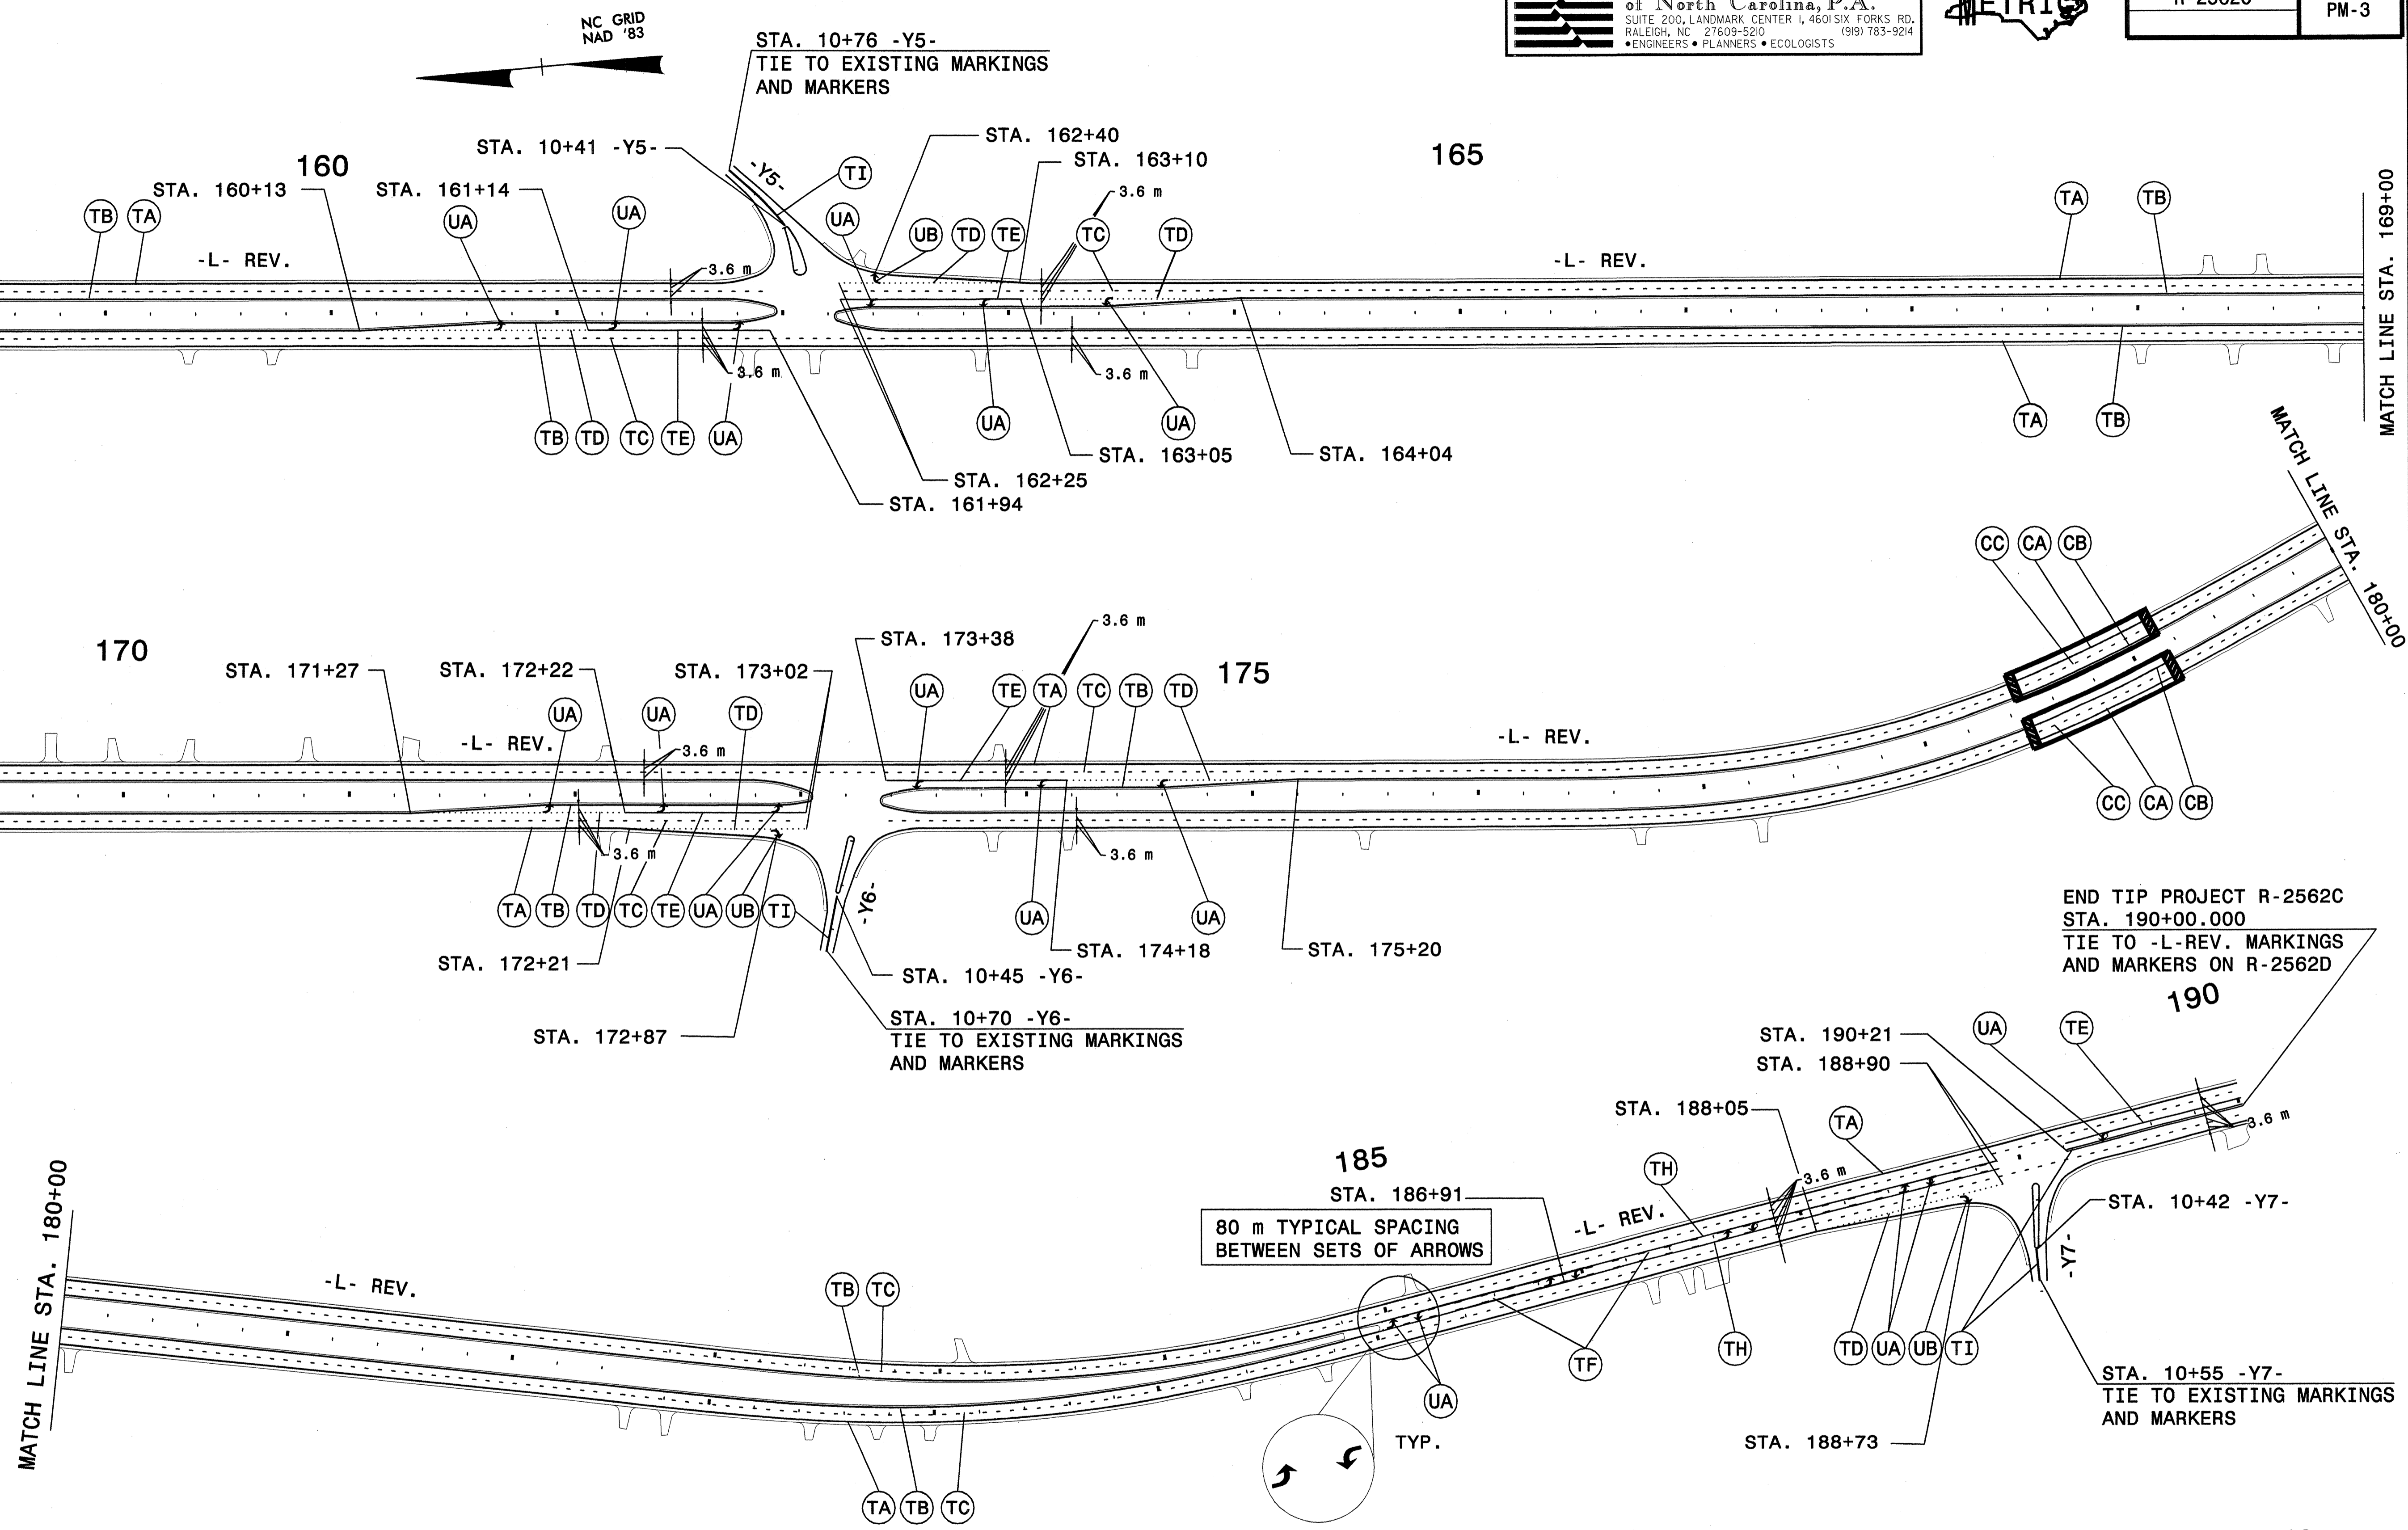 of North Carolina, P.A.
SUITE 200, LANDMARK CENTER I, 4601 SIX FORKS RD.
RALEIGH, NC 27609-5210 (919) 783-9214
•ENGINEERS • PLANNERS • ECOLOGISTS
METRIC
PM-3
NC GRID
NAD '83
STA. 10+76 -Y5-
TIE TO EXISTING MARKINGS
AND MARKERS
STA. 10+41 -Y5-
-Y5-
TI
STA. 162+40
STA. 163+10
160
165
STA. 160+13
STA. 161+14
3.6 m
TB TA
UA
UA
UA
UB TD TE
TC
TD
TA
TB
-L- REV.
3.6 m
-L- REV.
MATCH LINE STA. 169+00
3.6 m
3.6 m
TB TD TC TE UA
UA
UA
TA
TB
STA. 163+05
STA. 164+04
STA. 162+25
STA. 161+94
MATCH LINE STA. 180+00
CC CA CB
170
STA. 171+27
STA. 172+22
STA. 173+02
STA. 173+38
3.6 m
175
UA
UA
TD
UA
TE TA TC TB TD
-L- REV.
3.6 m
-L- REV.
3.6 m
3.6 m
CC CA CB
TA TB TD TC TE UA UB TI
-Y6-
UA
UA
STA. 172+21
STA. 174+18
STA. 175+20
STA. 10+45 -Y6-
STA. 172+87
STA. 10+70 -Y6-
TIE TO EXISTING MARKINGS
AND MARKERS
END TIP PROJECT R-2562C
STA. 190+00.000
TIE TO -L-REV. MARKINGS
AND MARKERS ON R-2562D
190
STA. 190+21
STA. 188+90
UA
TE
STA. 188+05
TA
3.6 m
185
TH
3.6 m
STA. 186+91
80 m TYPICAL SPACING
BETWEEN SETS OF ARROWS
-L- REV.
STA. 10+42 -Y7-
-Y7-
MATCH LINE STA. 180+00
-L- REV.
TB TC
TF
TH
TD UA UB TI
UA
STA. 10+55 -Y7-
TIE TO EXISTING MARKINGS
AND MARKERS
TYP.
STA. 188+73
TA TB TC